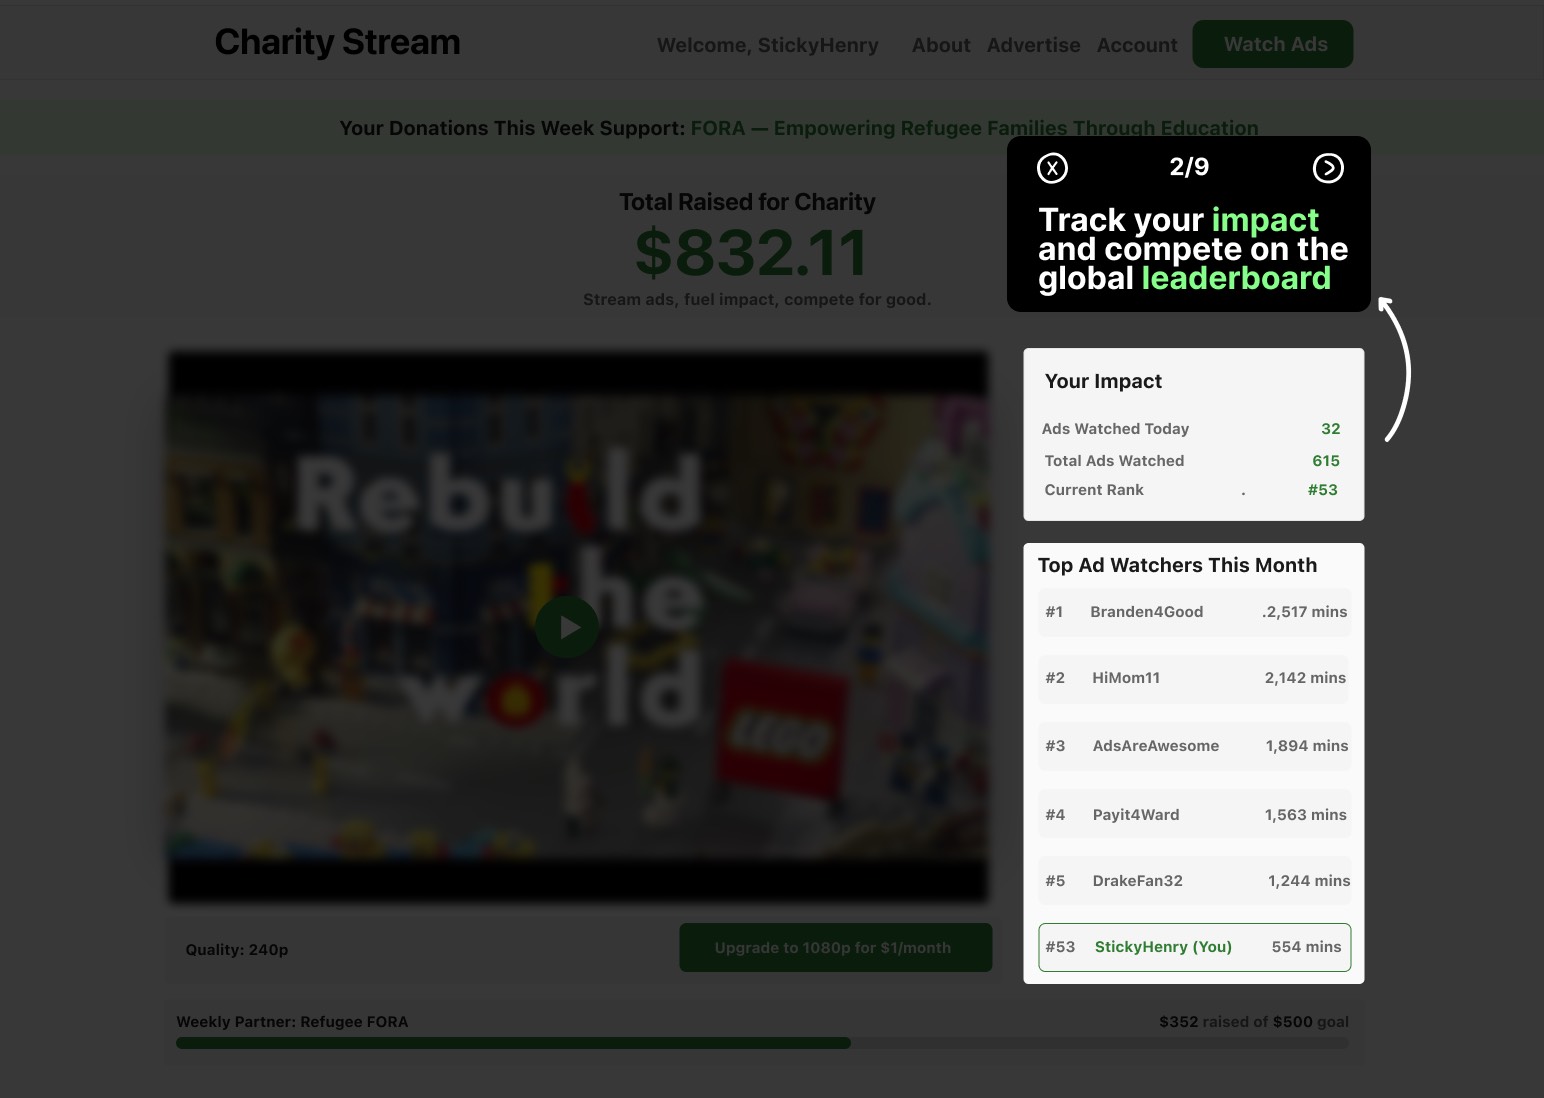 Charity Stream
Welcome, StickyHenry About Advertise Account Watch Ads
Your Donations This Week Support: FORA — Empowering Refugee Families Through Education
X 2/9 >
Track your impact
and compete on the
global leaderboard
Total Raised for Charity
$832.11
Stream ads, fuel impact, compete for good.
Rebuild
the
world
LEGO
Quality: 240p
Upgrade to 1080p for $1/month
Your Impact
Ads Watched Today 32
Total Ads Watched 615
Current Rank . #53
Top Ad Watchers This Month
#1 Branden4Good .2,517 mins
#2 HiMom11 2,142 mins
#3 AdsAreAwesome 1,894 mins
#4 Payit4Ward 1,563 mins
#5 DrakeFan32 1,244 mins
#53 StickyHenry (You) 554 mins
Weekly Partner: Refugee FORA $352 raised of $500 goal